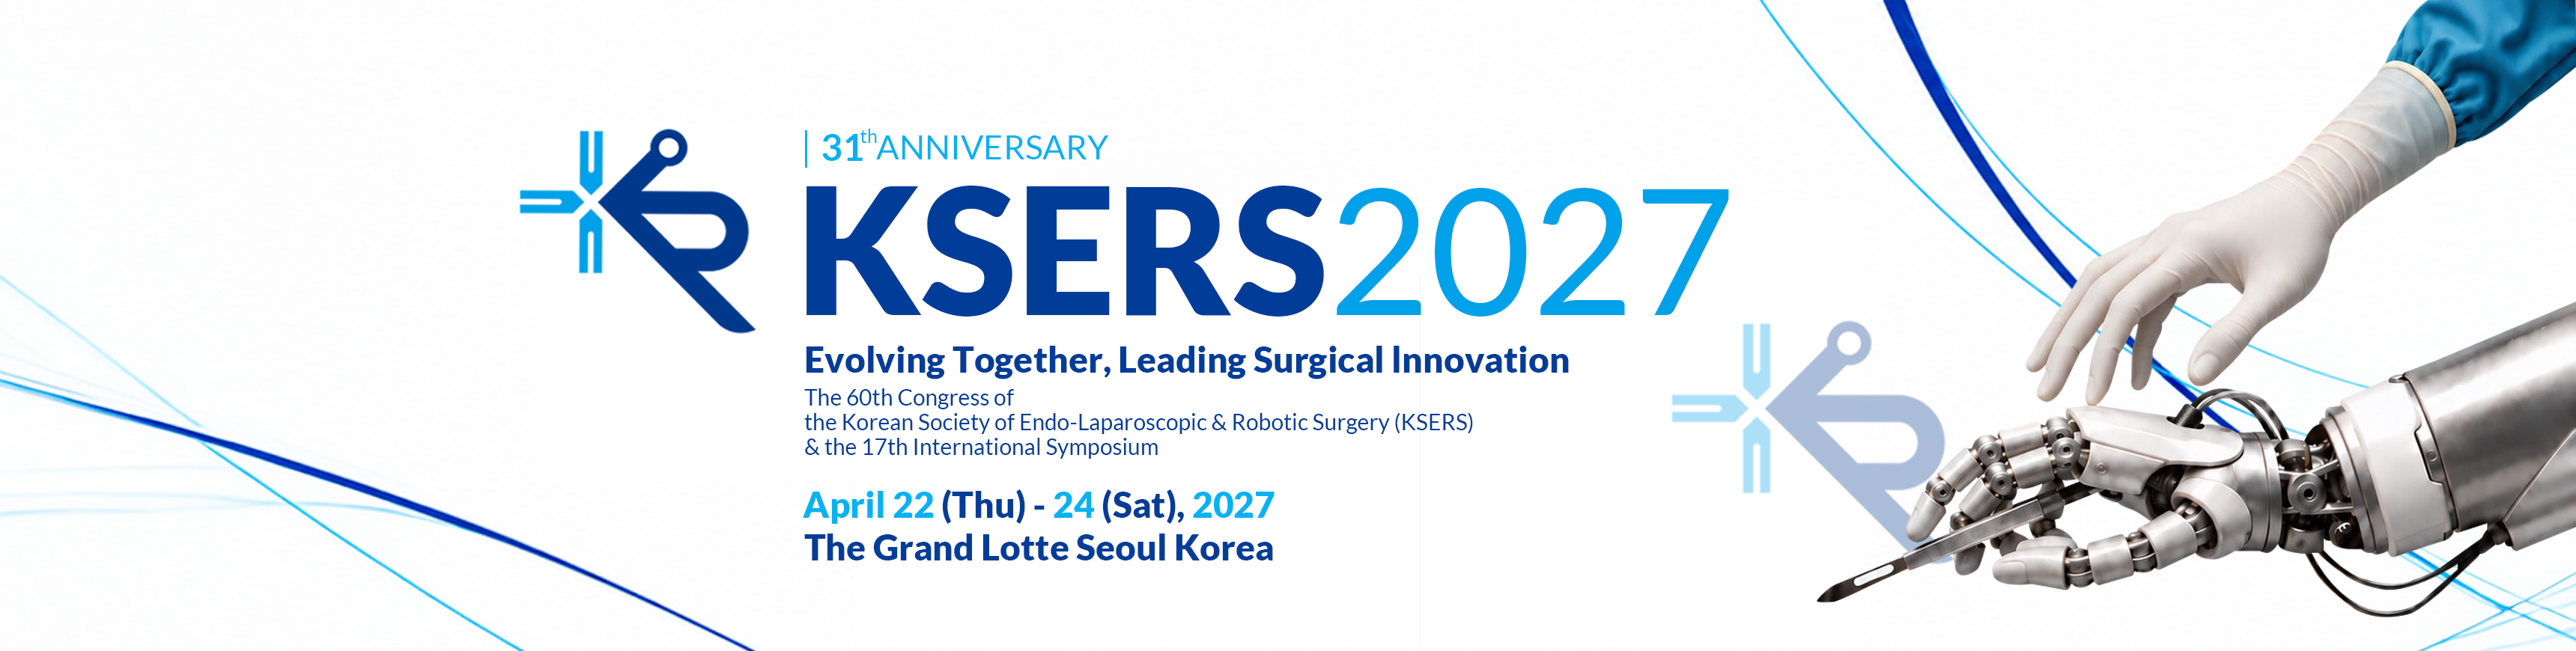 31th ANNIVERSARY
KSERS2027
Evolving Together, Leading Surgical Innovation
The 60th Congress of
the Korean Society of Endo-Laparoscopic & Robotic Surgery (KSERS)
& the 17th International Symposium
April 22 (Thu) - 24 (Sat), 2027
The Grand Lotte Seoul Korea